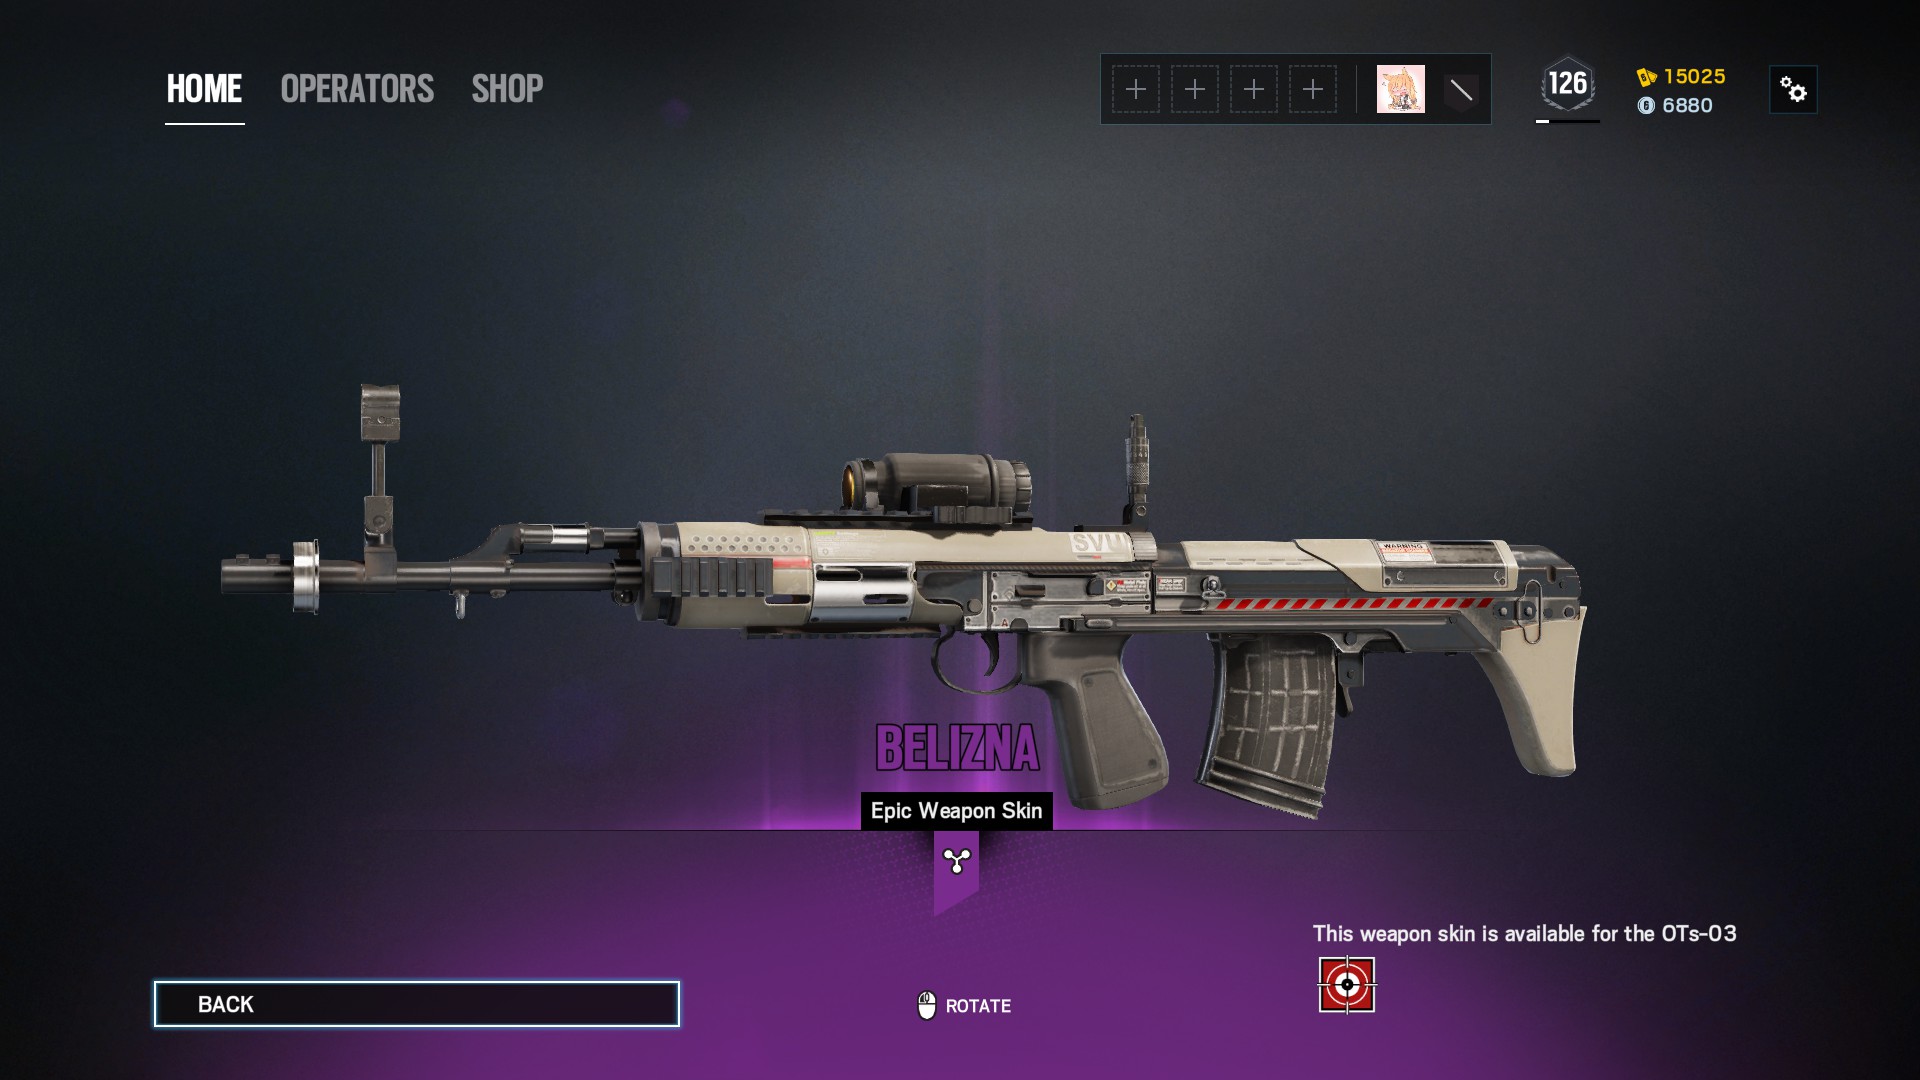 HOME OPERATORS SHOP
126
15025
6880
SVU
WARNING
BELIZNA
Epic Weapon Skin
This weapon skin is available for the OTs-03
BACK
ROTATE